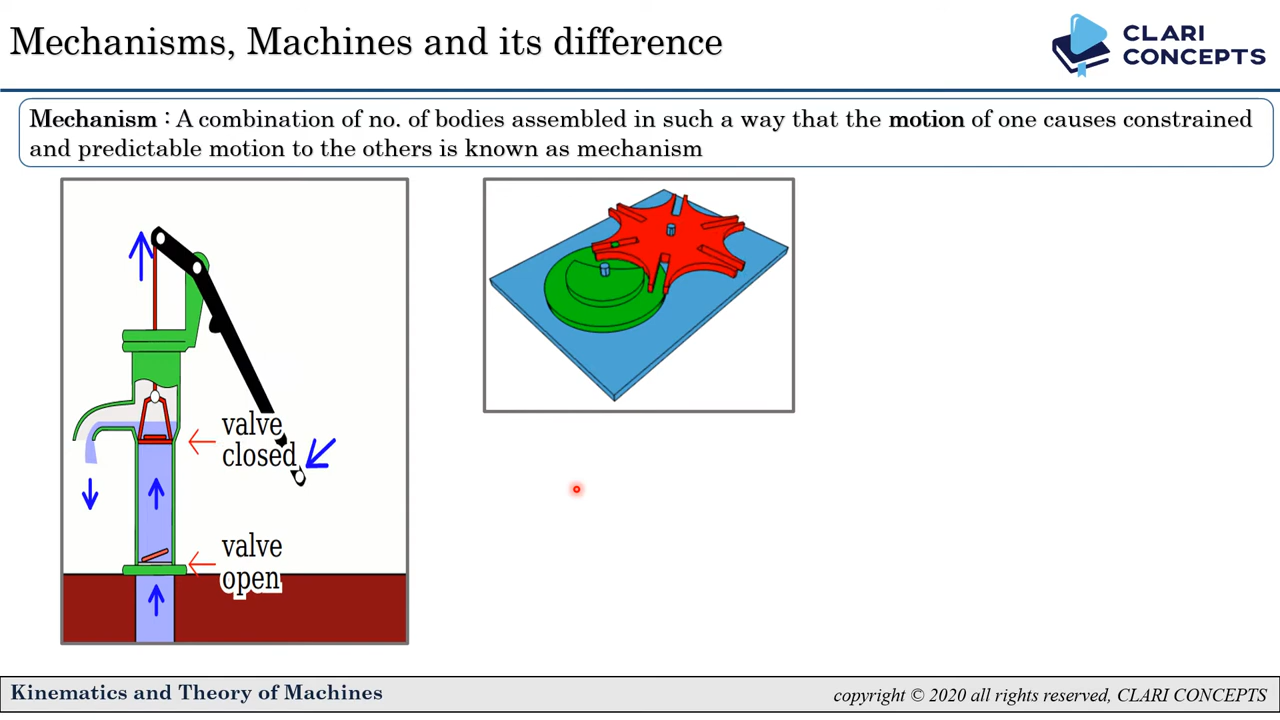 Mechanisms, Machines and its difference
CLARI
CONCEPTS
Mechanism : A combination of no. of bodies assembled in such a way that the motion of one causes constrained
and predictable motion to the others is known as mechanism
valve
closed
valve
open
Kinematics and Theory of Machines
copyright © 2020 all rights reserved, CLARI CONCEPTS